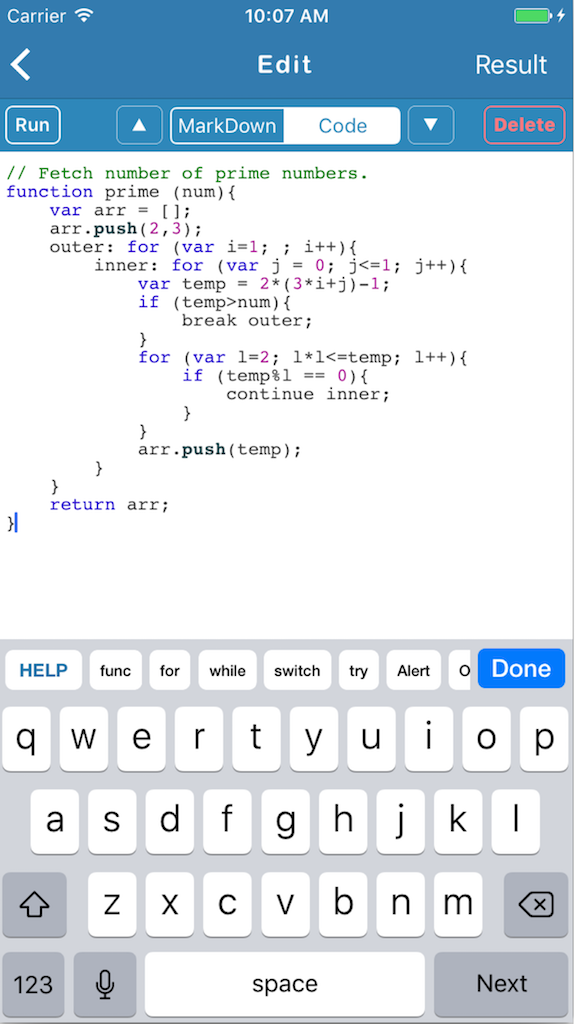 Carrier 10:07 AM
Edit Result
Run ▲ MarkDown Code ▼ Delete
// Fetch number of prime numbers.
function prime (num){
    var arr = [];
    arr.push(2,3);
    outer: for (var i=1; ; i++){
        inner: for (var j = 0; j<=1; j++){
            var temp = 2*(3*i+j)-1;
            if (temp>num){
                break outer;
            }
            for (var l=2; l*l<=temp; l++){
                if (temp%l == 0){
                    continue inner;
                }
            }
            arr.push(temp);
        }
    }
    return arr;
}
HELP func for while switch try Alert O Done
q w e r t y u i o p
a s d f g h j k l
z x c v b n m
123 space Next